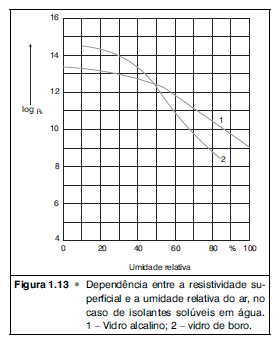 16
14
12
log ρs
10
8
6
4
1
2
0 20 40 60 80 % 100
Umidade relativa
Figura 1.13 • Dependência entre a resistividade su-
perficial e a umidade relativa do ar, no
caso de isolantes solúveis em água.
1 – Vidro alcalino; 2 – vidro de boro.